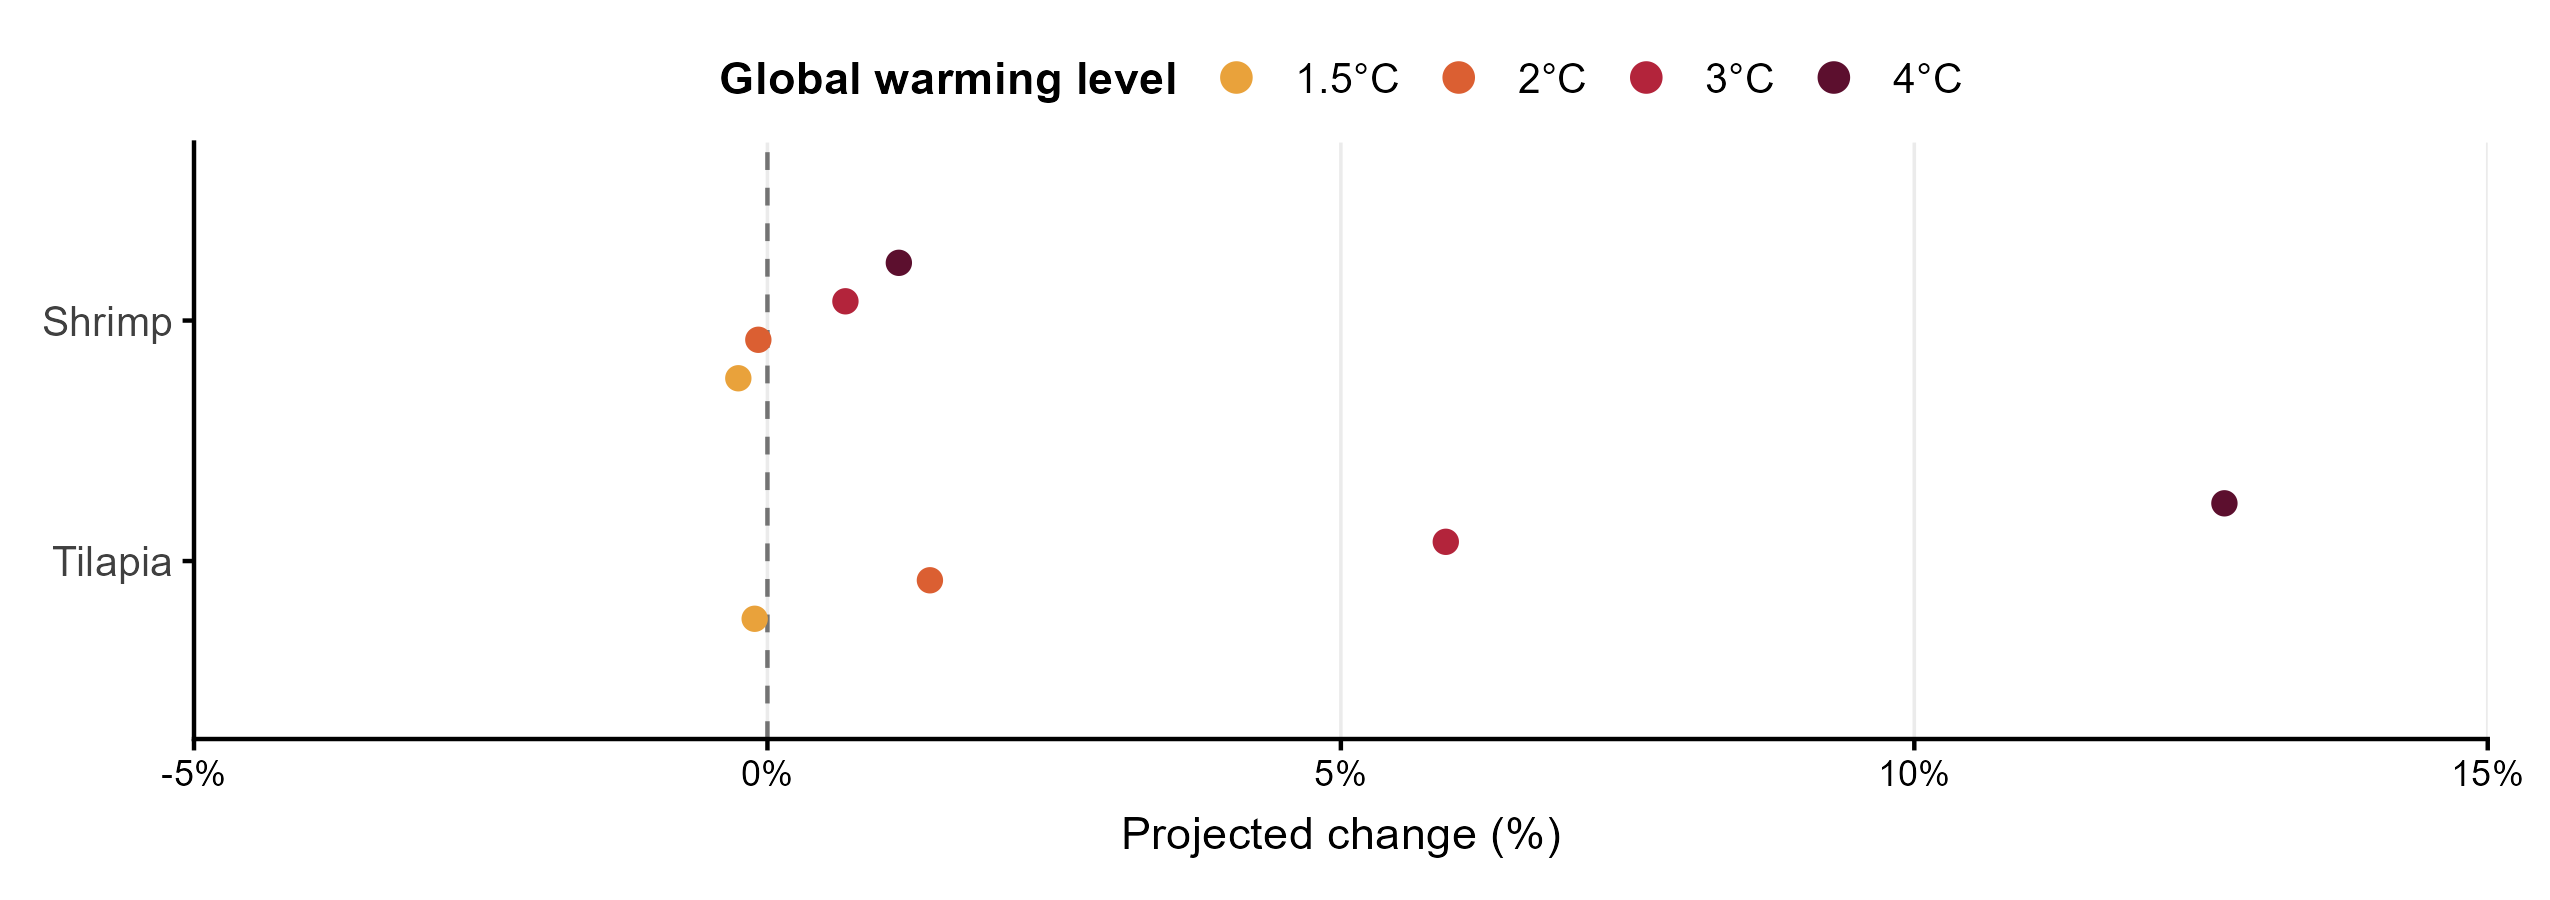 Global warming level 1.5°C 2°C 3°C 4°C
Shrimp
Tilapia
-5% 0% 5% 10% 15%
Projected change (%)